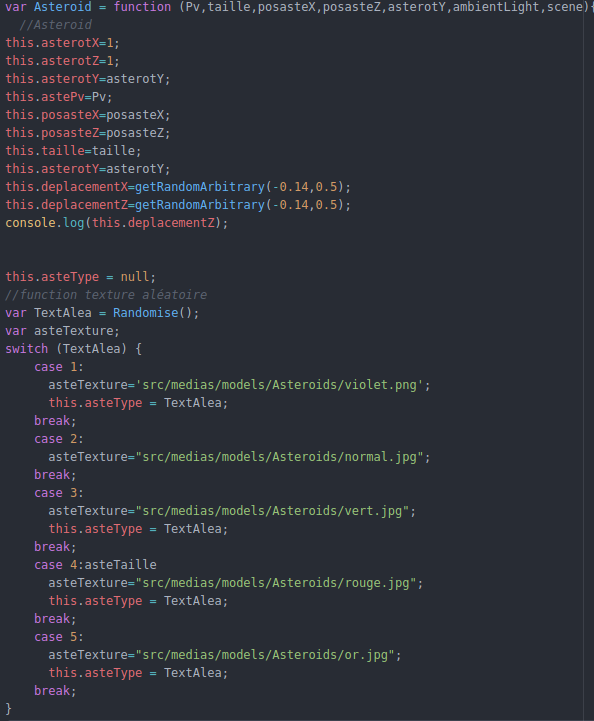 var Asteroid = function (Pv,taille,posasteX,posasteZ,asterotY,ambientLight,scene){
//Asteroid
this.asterotX=1;
this.asterotZ=1;
this.asterotY=asterotY;
this.astePv=Pv;
this.posasteX=posasteX;
this.posasteZ=posasteZ;
this.taille=taille;
this.asterotY=asterotY;
this.deplacementX=getRandomArbitrary(-0.14,0.5);
this.deplacementZ=getRandomArbitrary(-0.14,0.5);
console.log(this.deplacementZ);
this.asteType = null;
//function texture aléatoire
var TextAlea = Randomise();
var asteTexture;
switch (TextAlea) {
case 1:
asteTexture='src/medias/models/Asteroids/violet.png';
this.asteType = TextAlea;
break;
case 2:
asteTexture="src/medias/models/Asteroids/normal.jpg";
break;
case 3:
asteTexture="src/medias/models/Asteroids/vert.jpg";
this.asteType = TextAlea;
break;
case 4:asteTaille
asteTexture="src/medias/models/Asteroids/rouge.jpg";
this.asteType = TextAlea;
break;
case 5:
asteTexture="src/medias/models/Asteroids/or.jpg";
this.asteType = TextAlea;
break;
}